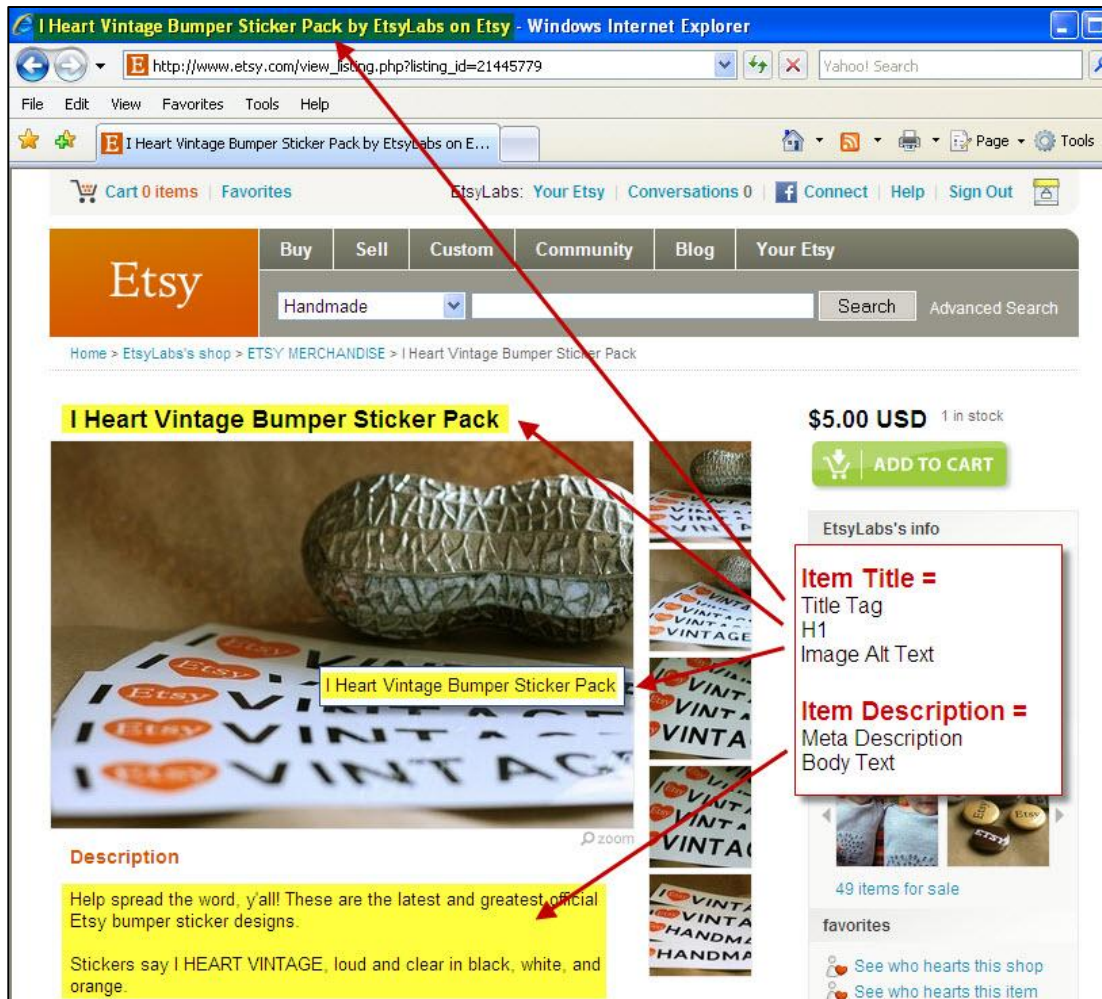 I Heart Vintage Bumper Sticker Pack by EtsyLabs on Etsy - Windows Internet Explorer
http://www.etsy.com/view_listing.php?listing_id=21445779
Yahoo! Search
File Edit View Favorites Tools Help
I Heart Vintage Bumper Sticker Pack by EtsyLabs on E...
Page Tools
Cart 0 items | Favorites
EtsyLabs: Your Etsy | Conversations 0 | Connect | Help | Sign Out
Etsy
Buy Sell Custom Community Blog Your Etsy
Handmade Search Advanced Search
Home > EtsyLabs's shop > ETSY MERCHANDISE > I Heart Vintage Bumper Sticker Pack
I Heart Vintage Bumper Sticker Pack
$5.00 USD 1 in stock
ADD TO CART
EtsyLabs's info
Item Title =
Title Tag
H1
Image Alt Text
Item Description =
Meta Description
Body Text
I Etsy VINTAGE
I Etsy VINTAGE
I Etsy VINTAGE
I Heart Vintage Bumper Sticker Pack
zoom
49 items for sale
favorites
See who hearts this shop
See who hearts this item
Description
Help spread the word, y'all! These are the latest and greatest official
Etsy bumper sticker designs.
Stickers say I HEART VINTAGE, loud and clear in black, white, and
orange.